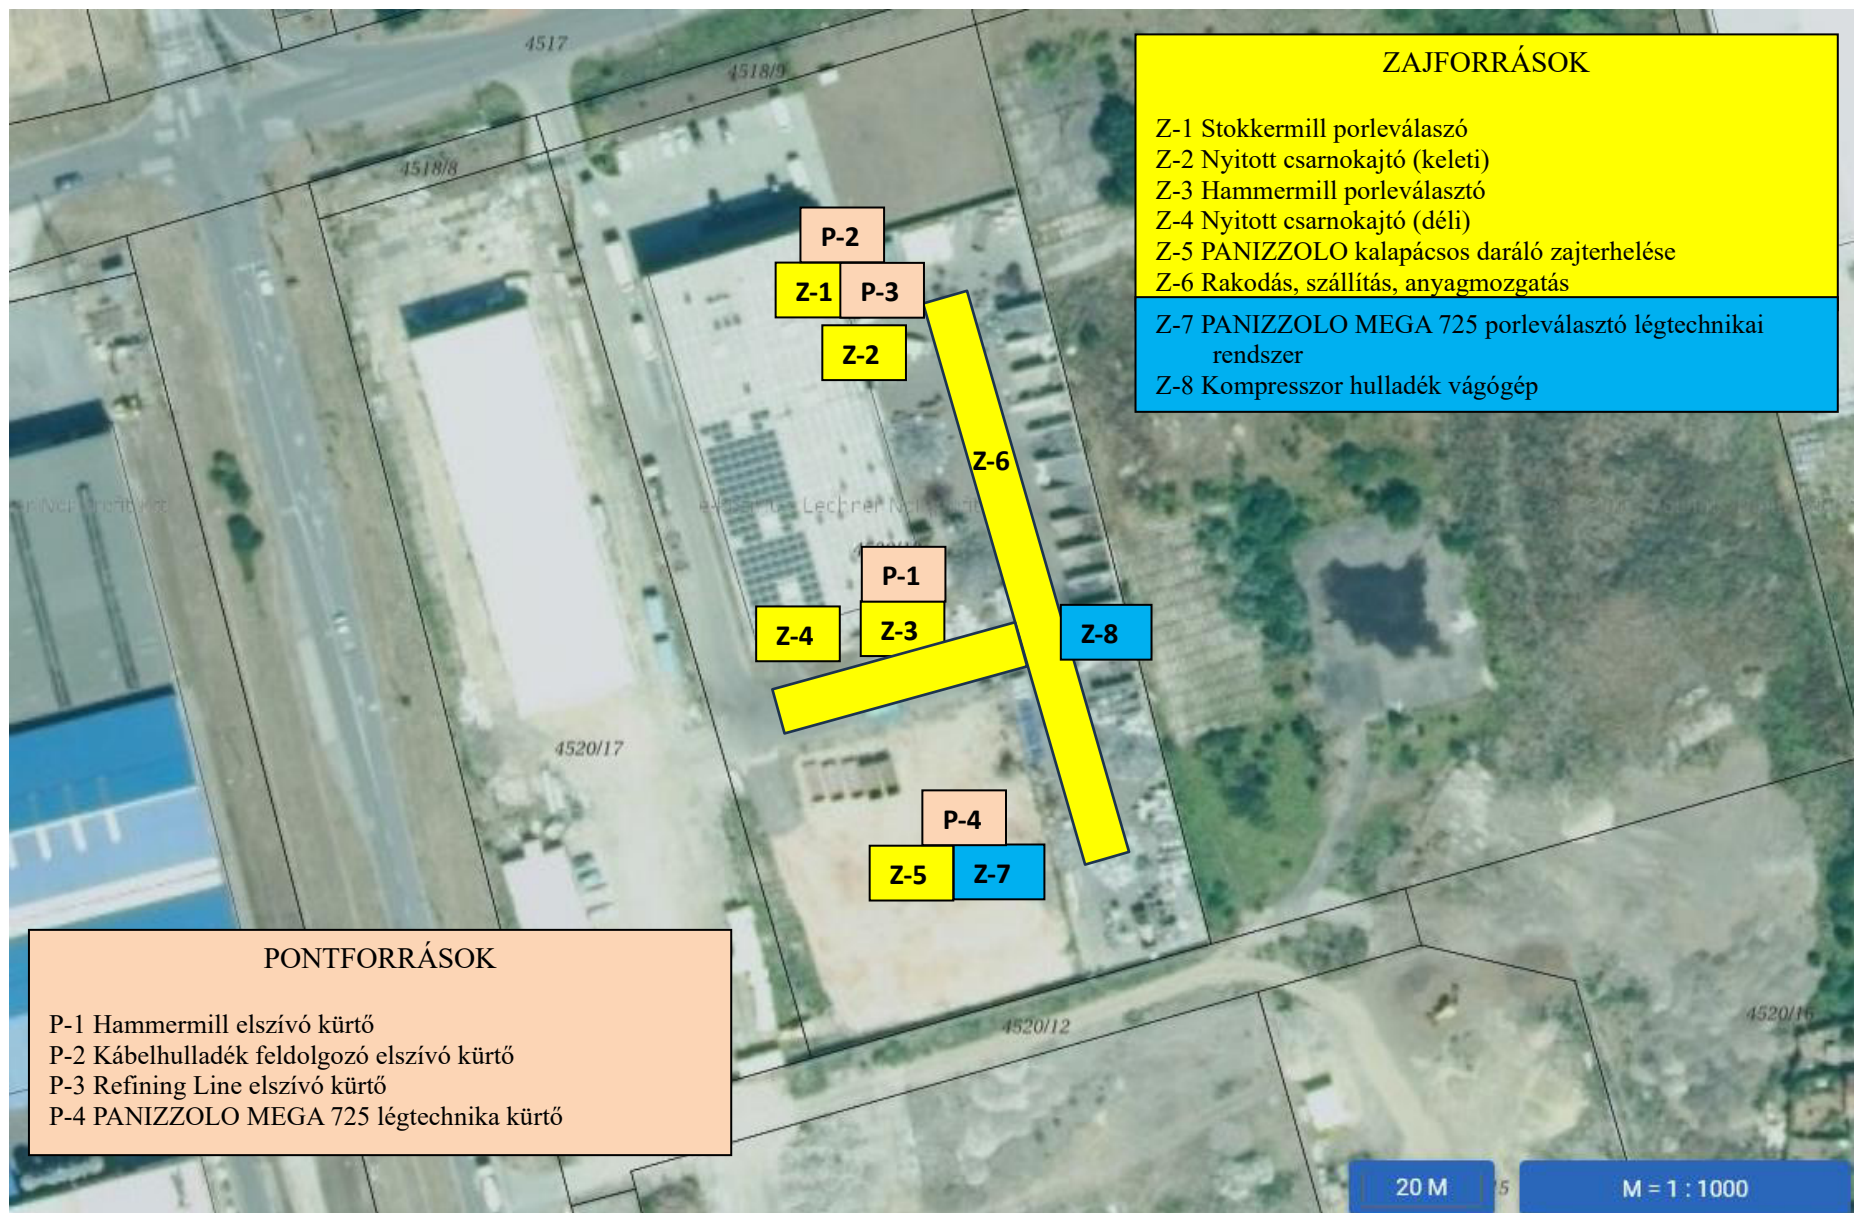 4517
4518/9
4518/8
ZAJFORRÁSOK
Z-1 Stokkermill porleválaszó
Z-2 Nyitott csarnokajtó (keleti)
Z-3 Hammermill porleválasztó
Z-4 Nyitott csarnokajtó (déli)
Z-5 PANIZZOLO kalapácsos daráló zajterhelése
Z-6 Rakodás, szállítás, anyagmozgatás
Z-7 PANIZZOLO MEGA 725 porleválasztó légtechnikai
rendszer
Z-8 Kompresszor hulladék vágógép
P-2
Z-1
P-3
Z-2
Z-6
Lechner
P-1
Z-4
Z-3
Z-8
4520/17
P-4
Z-5
Z-7
PONTFORRÁSOK
P-1 Hammermill elszívó kürtő
P-2 Kábelhulladék feldolgozó elszívó kürtő
P-3 Refining Line elszívó kürtő
P-4 PANIZZOLO MEGA 725 légtechnika kürtő
4520/12
4520/16
20 M
M = 1 : 1000